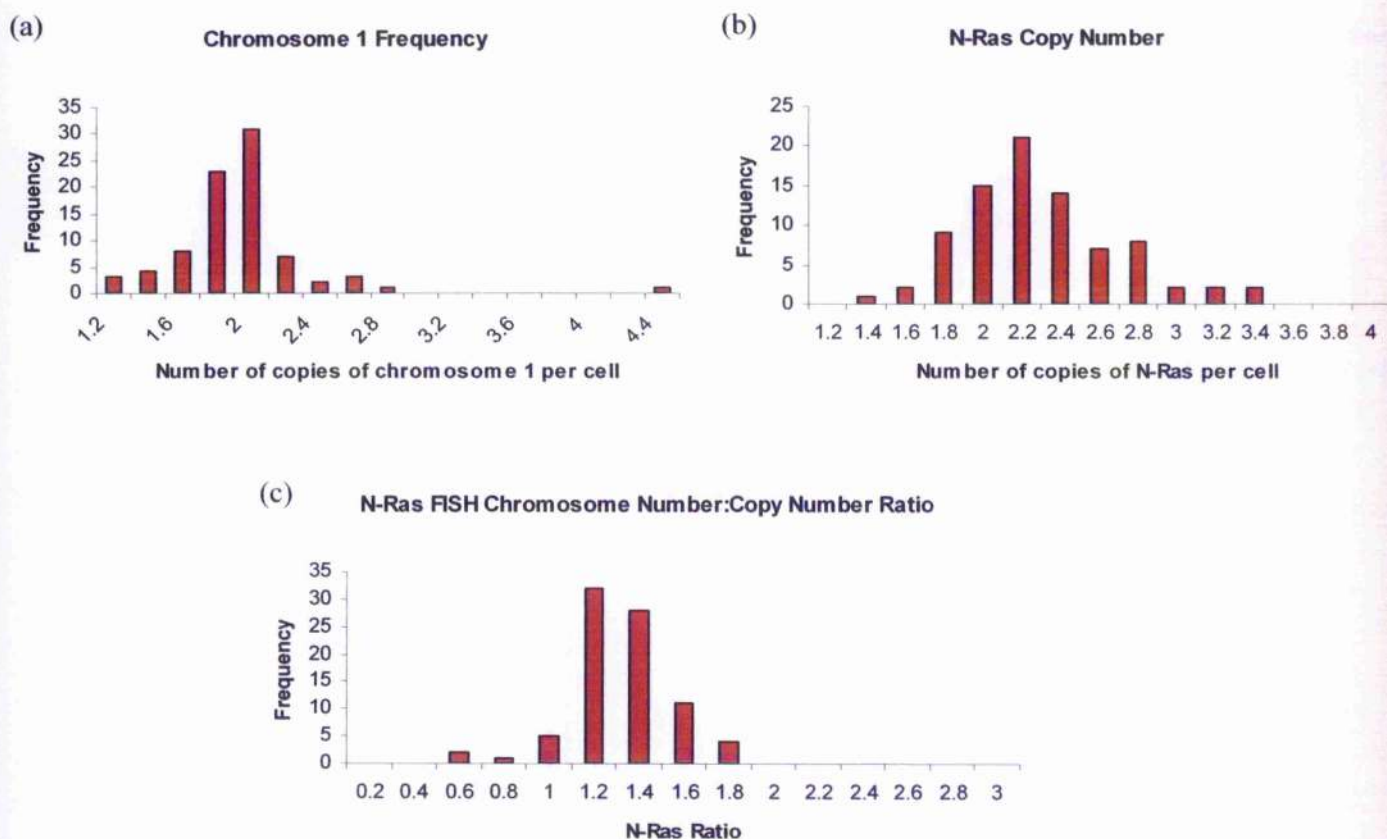 (a)
Chromosome 1 Frequency
35
30
25
20
15
10
5
0
Frequency
1.2 1.6 2 2.4 2.8 3.2 3.6 4 4.4
Number of copies of chromosome 1 per cell
(b)
N-Ras Copy Number
25
20
15
10
5
0
Frequency
1.2 1.4 1.6 1.8 2 2.2 2.4 2.6 2.8 3 3.2 3.4 3.6 3.8 4
Number of copies of N-Ras per cell
(c)
N-Ras FISH Chromosome Number:Copy Number Ratio
35
30
25
20
15
10
5
0
Frequency
0.2 0.4 0.6 0.8 1 1.2 1.4 1.6 1.8 2 2.2 2.4 2.6 2.8 3
N-Ras Ratio